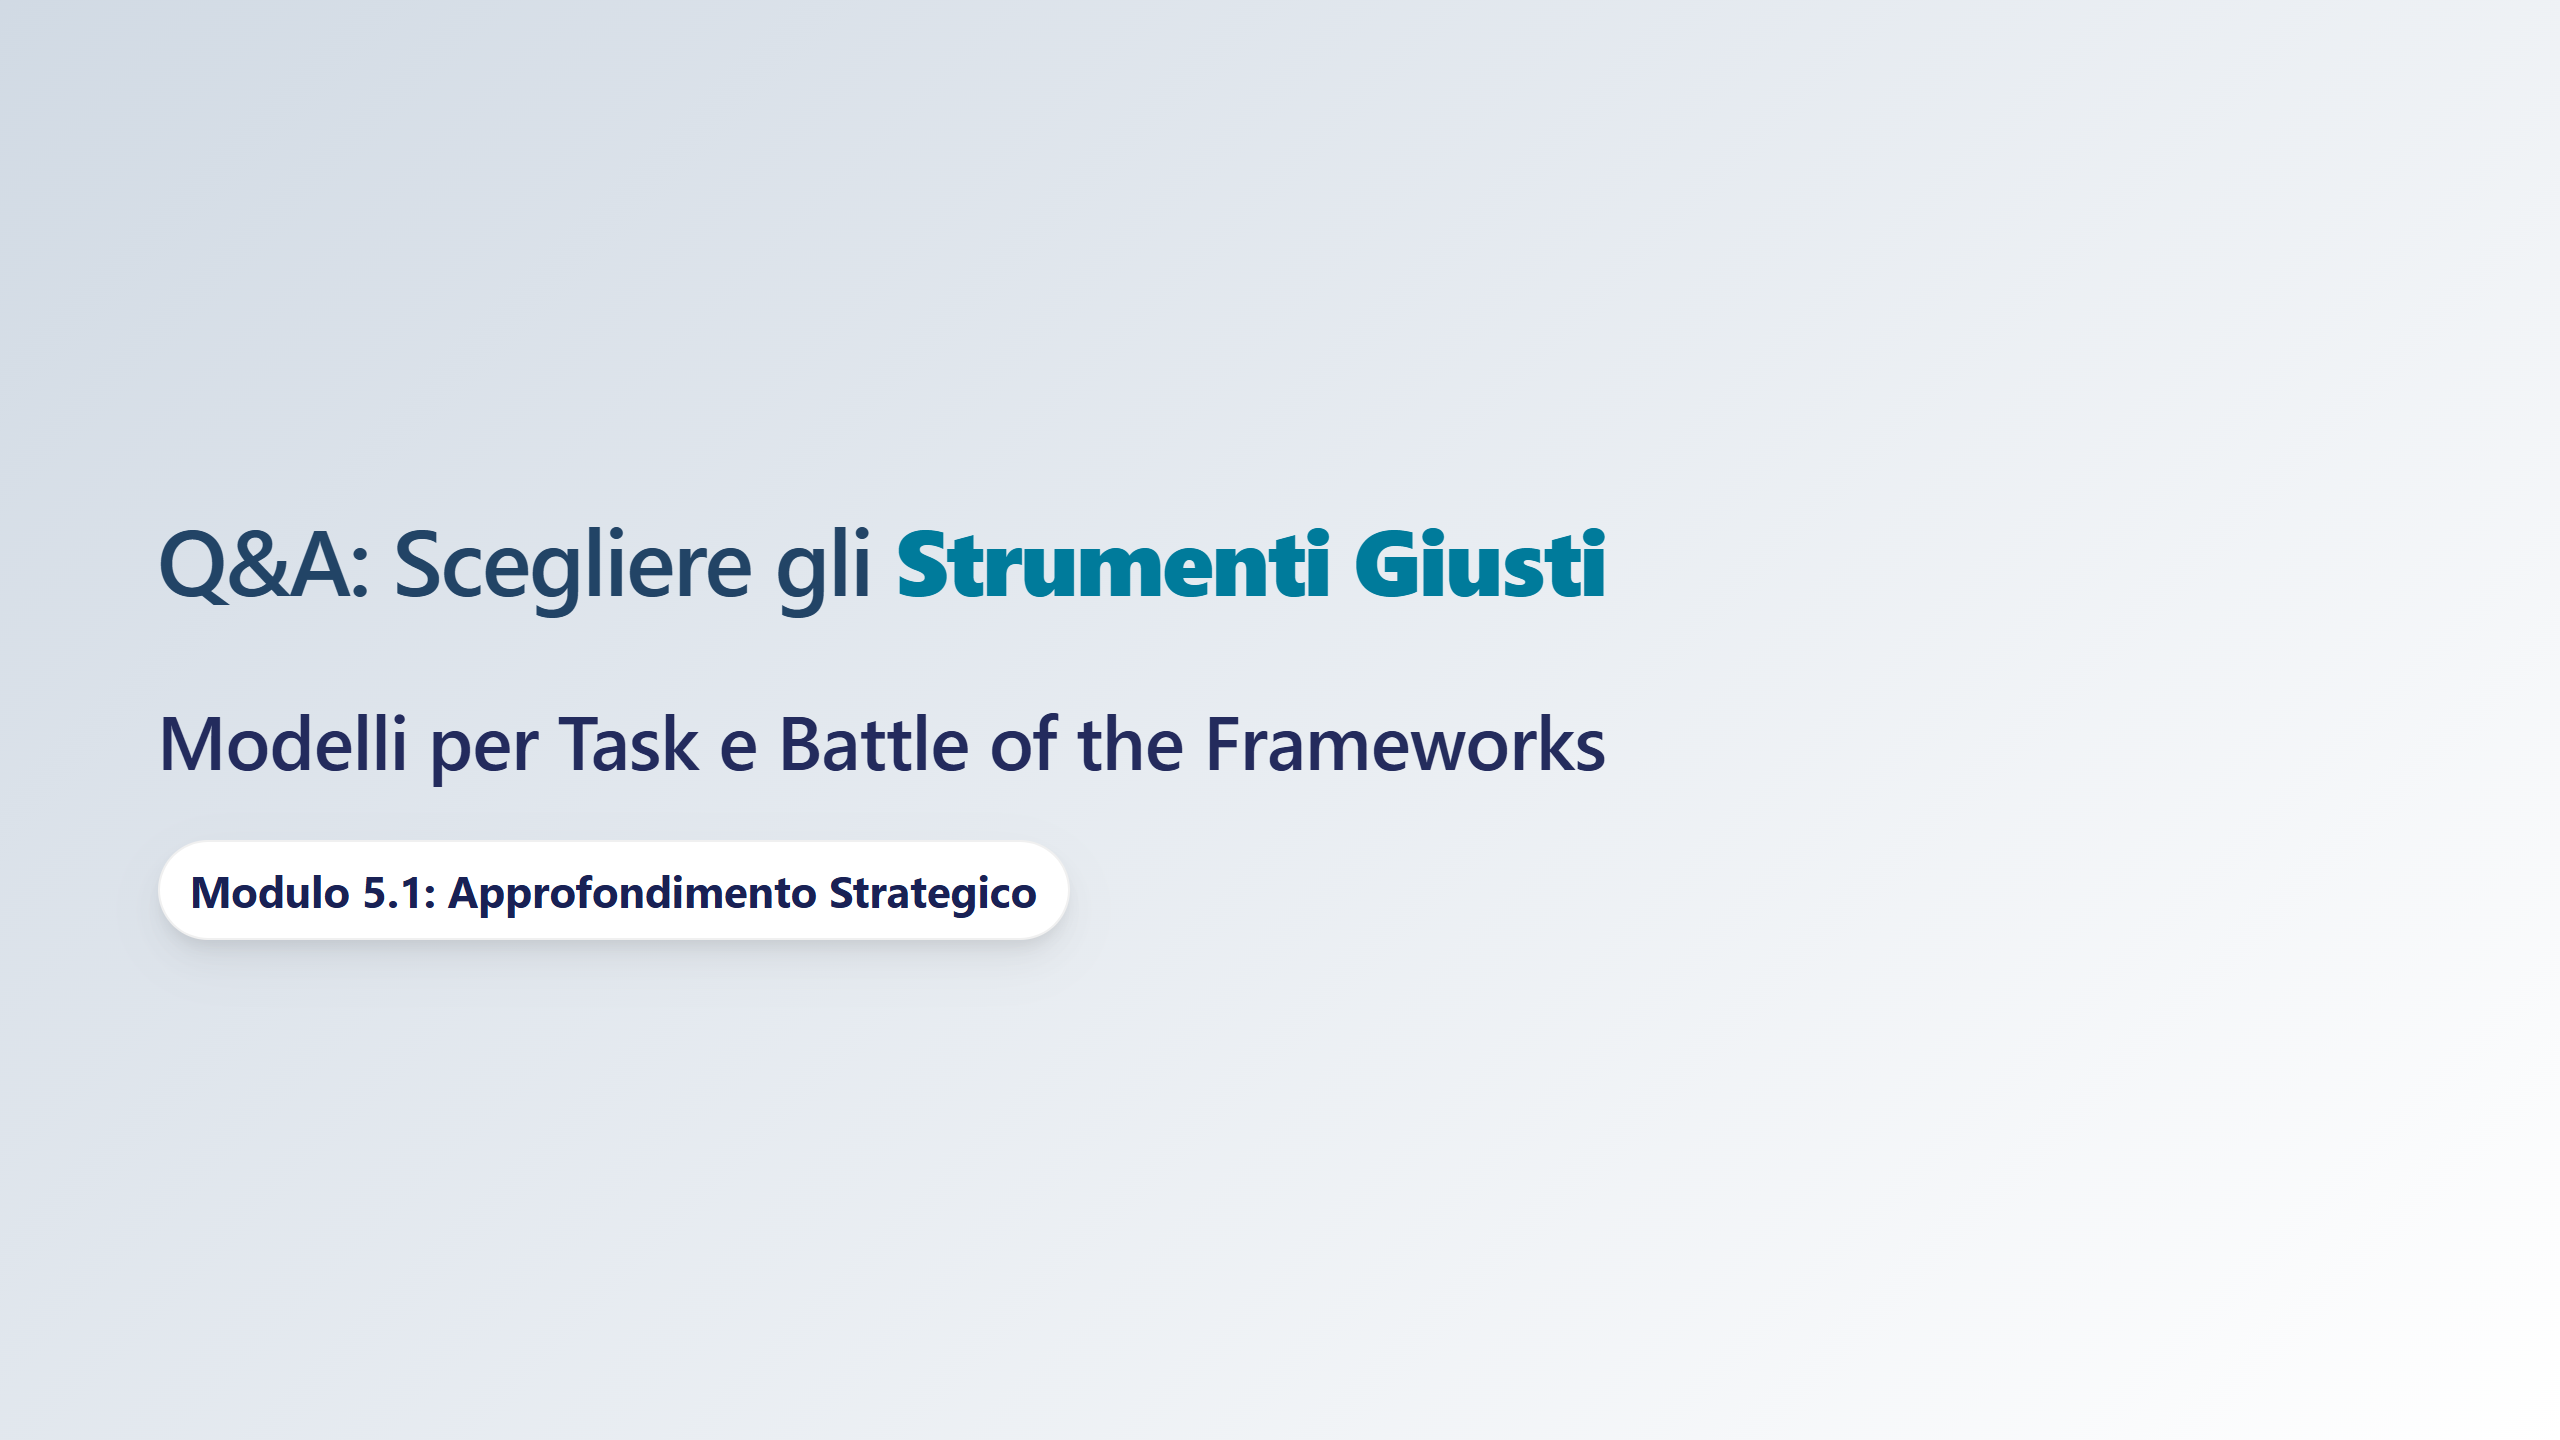 Q&A: Scegliere gli Strumenti Giusti
Modelli per Task e Battle of the Frameworks
Modulo 5.1: Approfondimento Strategico